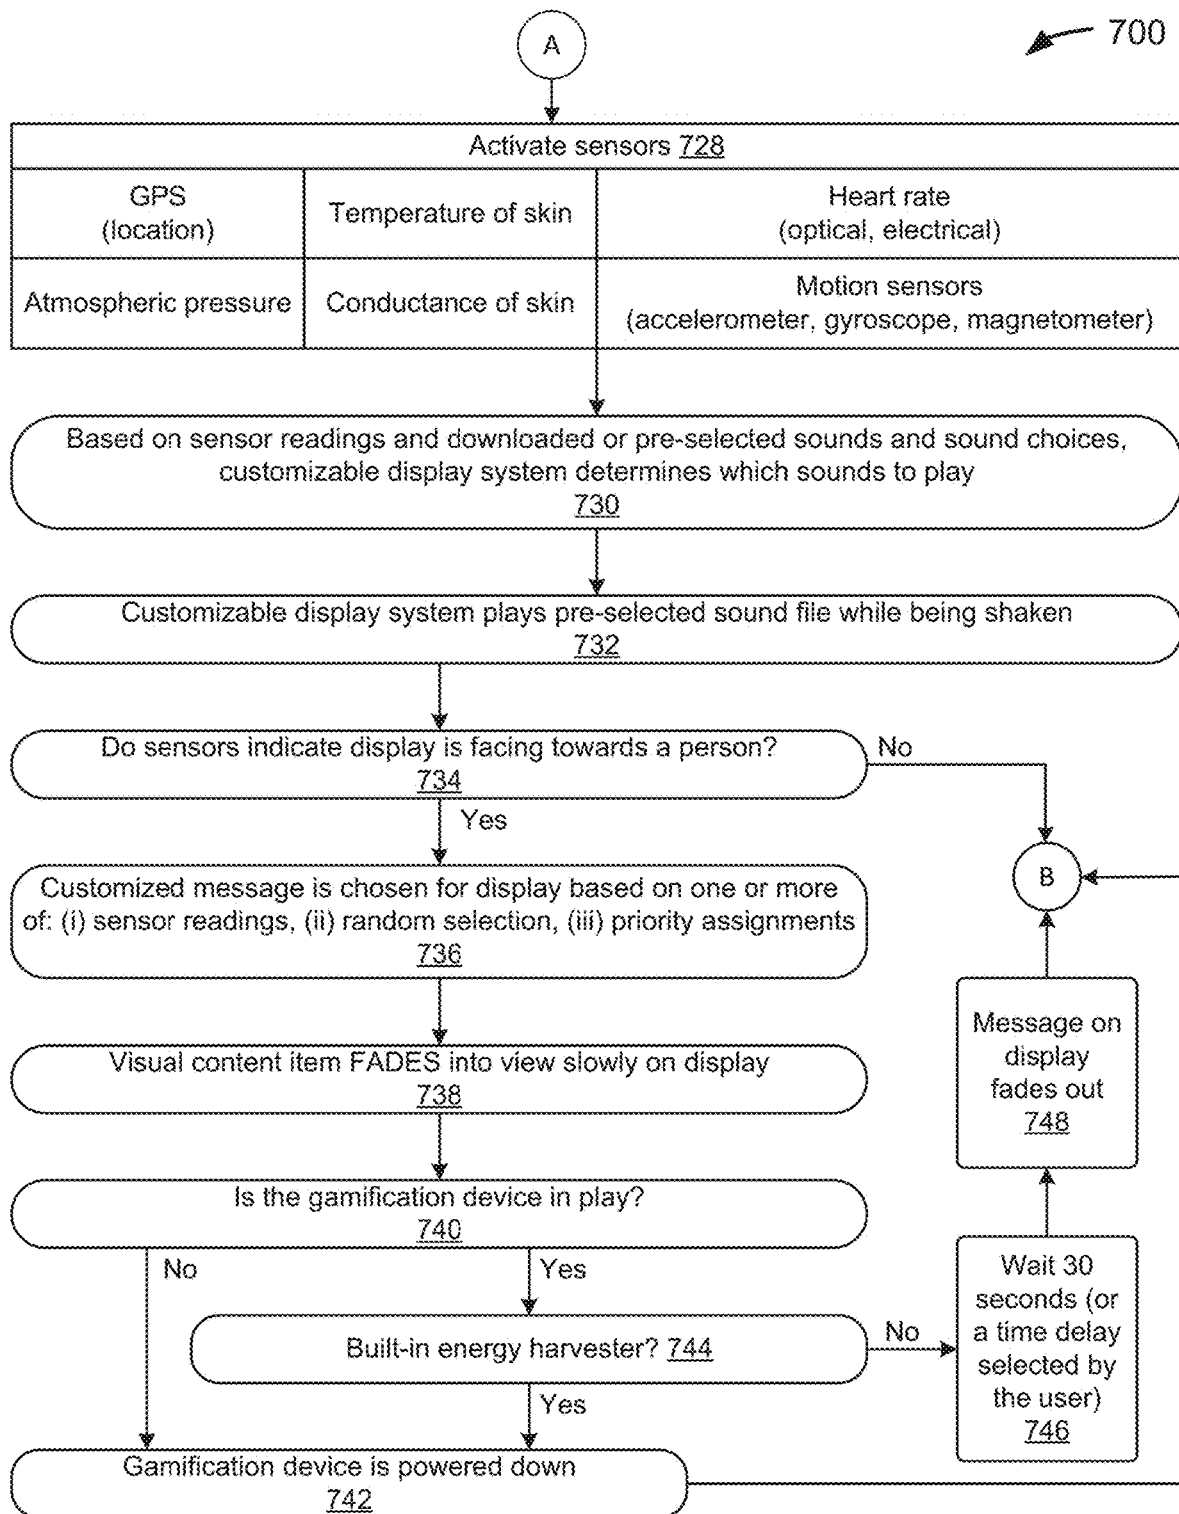 A
700
Activate sensors 728
GPS
(location)
Temperature of skin
Heart rate
(optical, electrical)
Atmospheric pressure
Conductance of skin
Motion sensors
(accelerometer, gyroscope, magnetometer)
Based on sensor readings and downloaded or pre-selected sounds and sound choices,
customizable display system determines which sounds to play
730
Customizable display system plays pre-selected sound file while being shaken
732
Do sensors indicate display is facing towards a person?
734
No
Yes
B
Customized message is chosen for display based on one or more
of: (i) sensor readings, (ii) random selection, (iii) priority assignments
736
Visual content item FADES into view slowly on display
738
Message on
display
fades out
748
Is the gamification device in play?
740
No
Yes
Built-in energy harvester? 744
No
Yes
Wait 30
seconds (or
a time delay
selected by
the user)
746
Gamification device is powered down
742